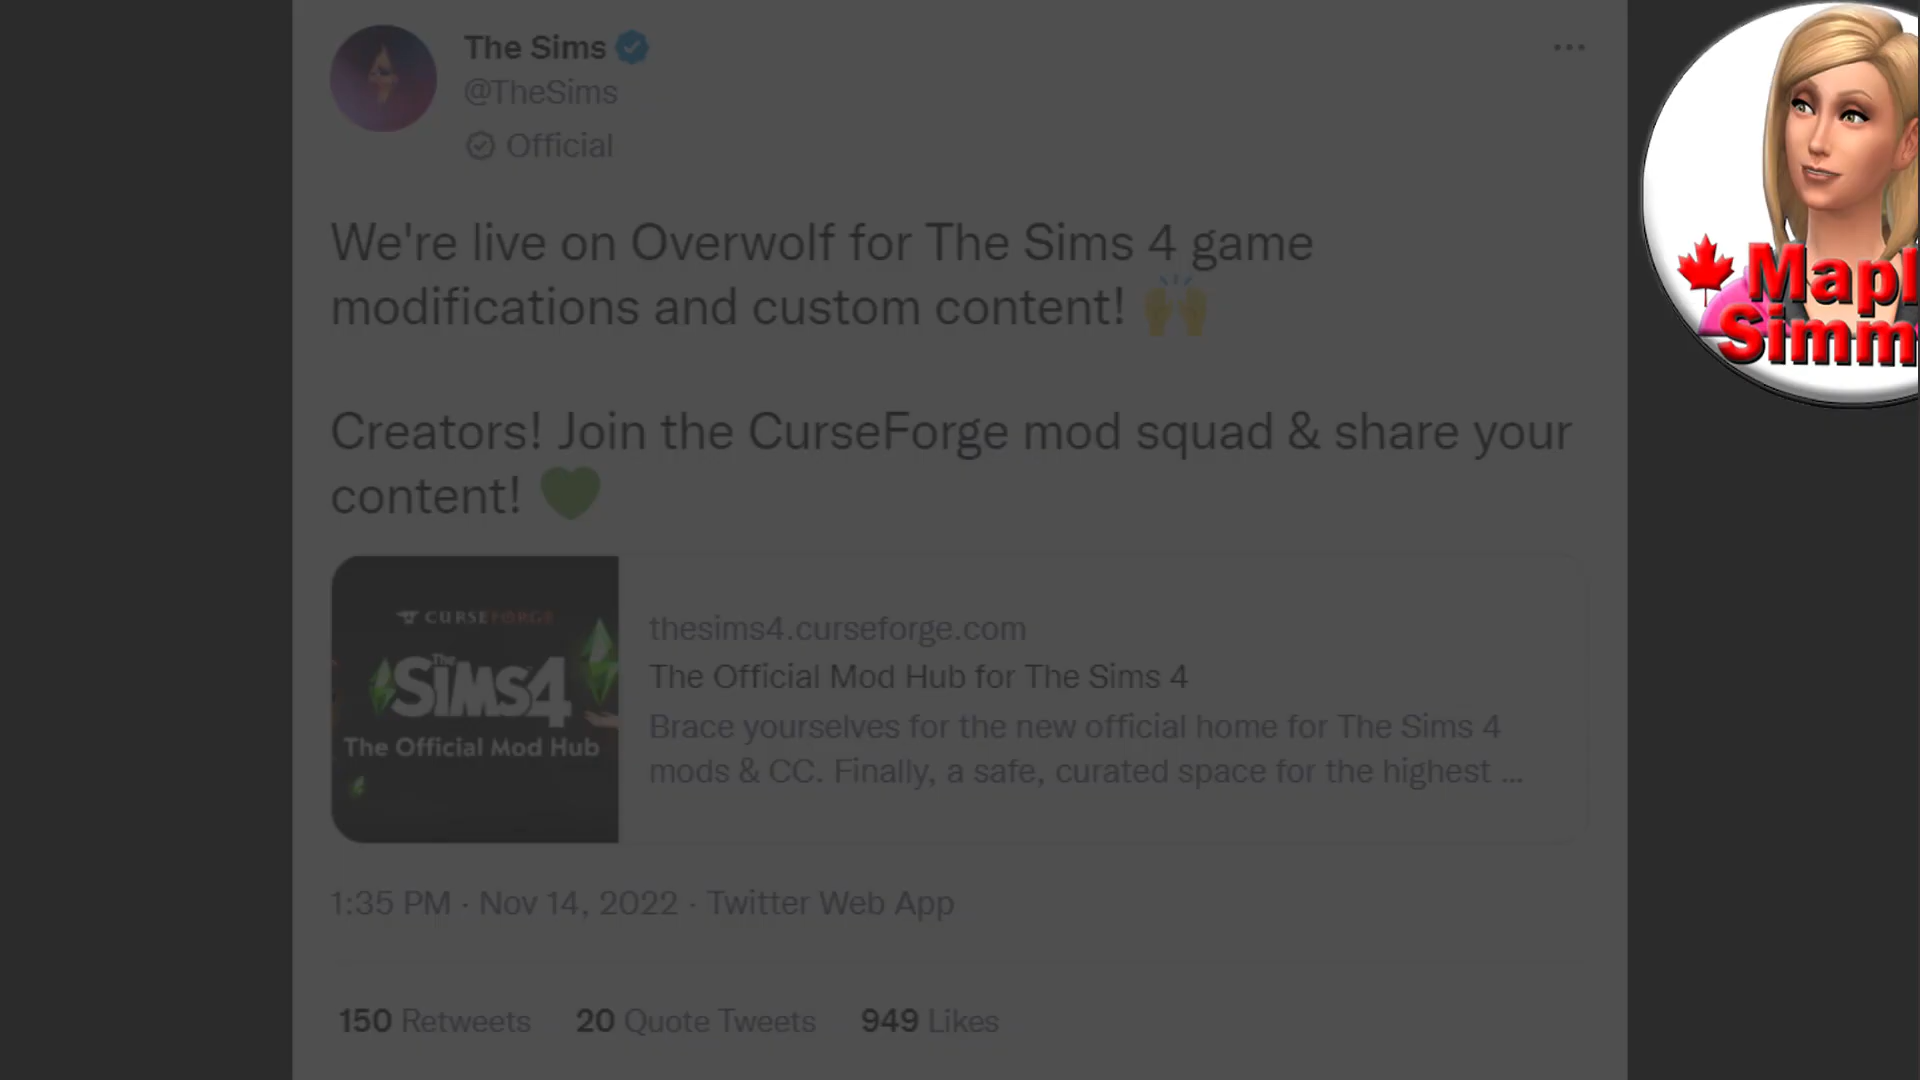 The Sims
@TheSims
Official
We're live on Overwolf for The Sims 4 game
modifications and custom content! 🙌
Creators! Join the CurseForge mod squad & share your
content! 💚
CURSEFORGE
The SIMS 4
The Official Mod Hub
thesims4.curseforge.com
The Official Mod Hub for The Sims 4
Brace yourselves for the new official home for The Sims 4
mods & CC. Finally, a safe, curated space for the highest ...
1:35 PM · Nov 14, 2022 · Twitter Web App
150 Retweets 20 Quote Tweets 949 Likes
Mapl
Simm